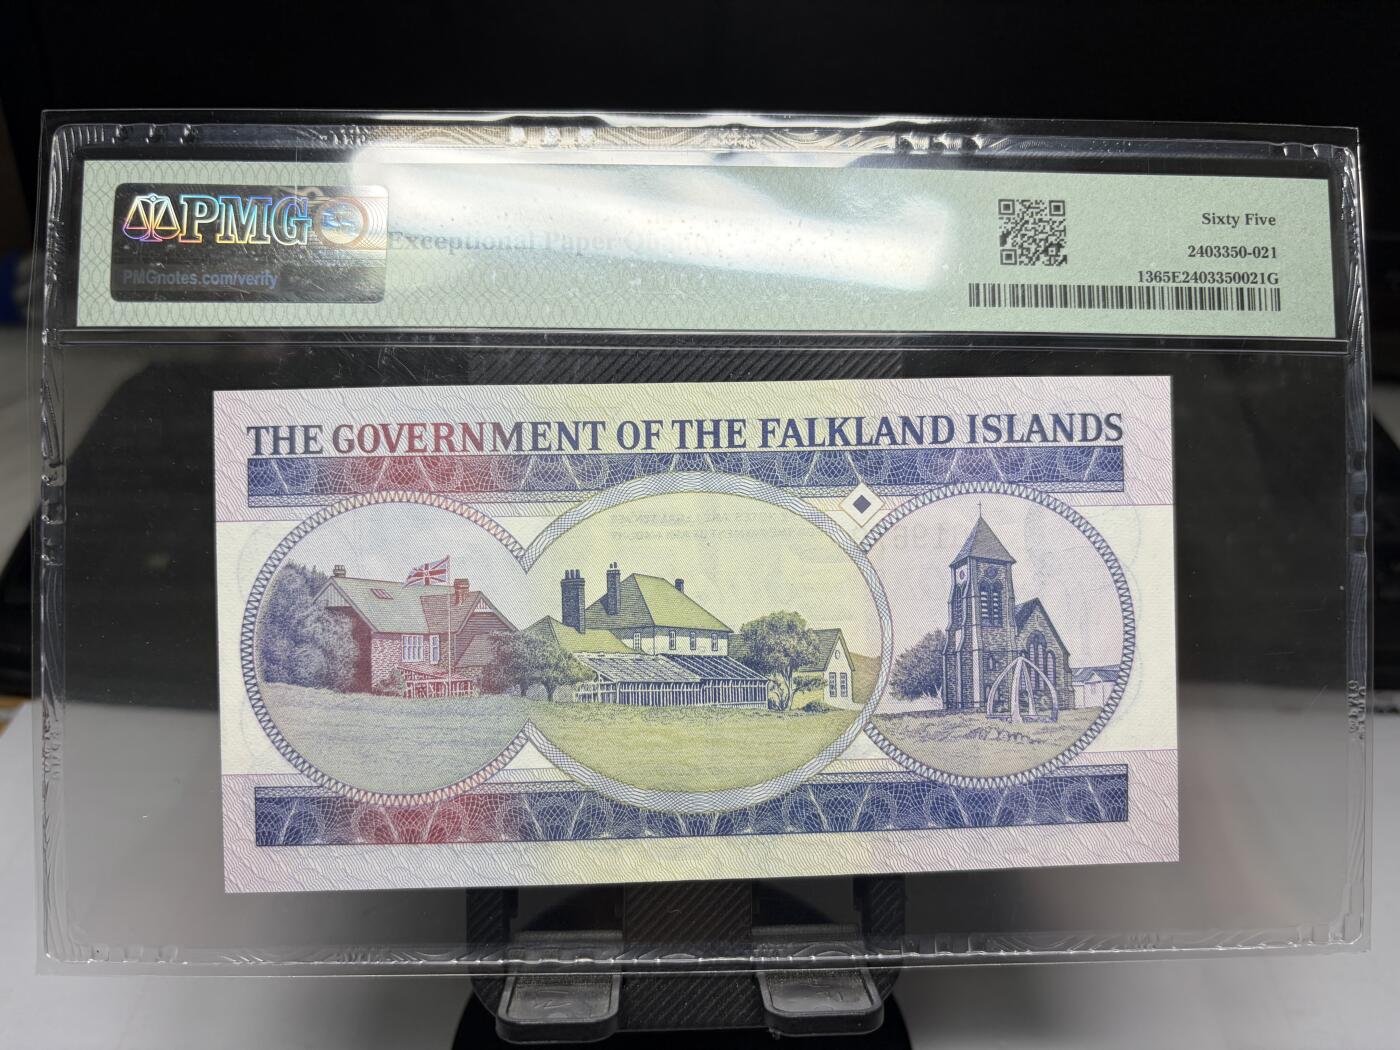 PMG
PMGnotes.com/verify
Exceptional Paper Quality
Sixty Five
2403350-021
1365E2403350021G
THE GOVERNMENT OF THE FALKLAND ISLANDS